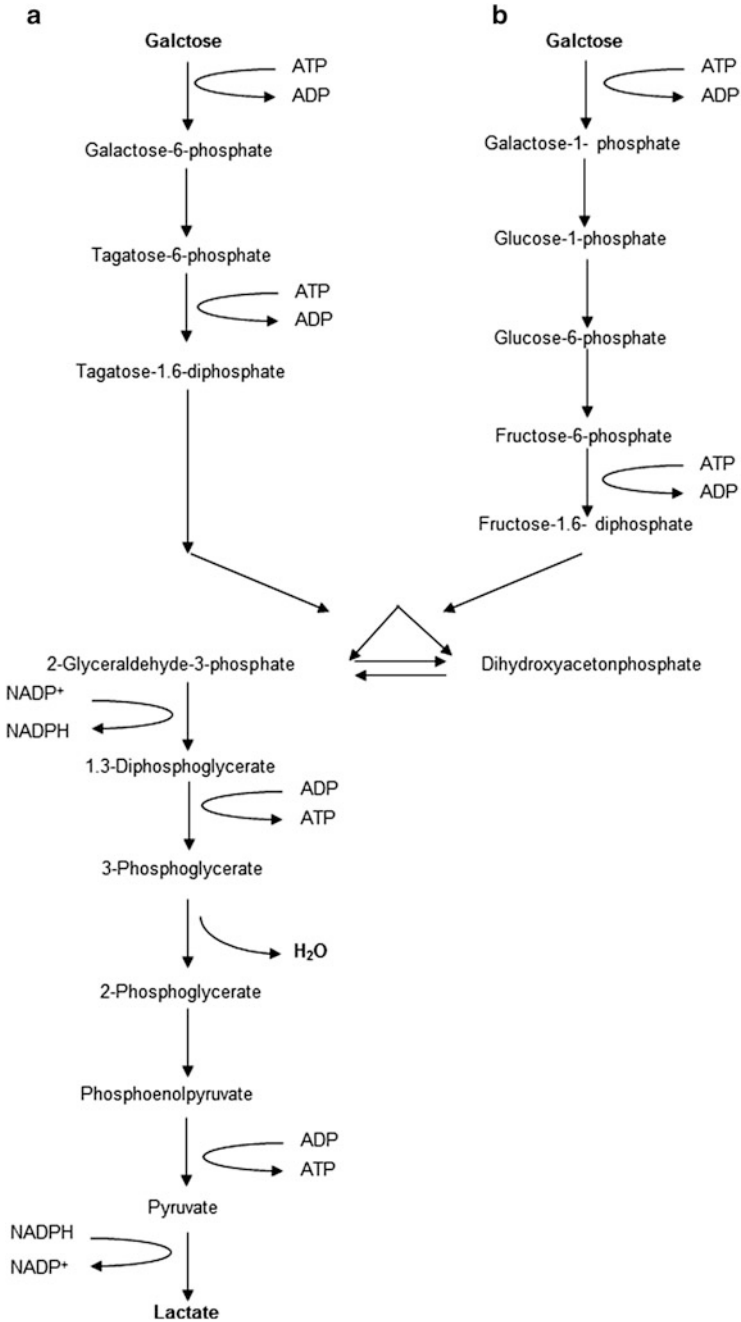 a
Galctose
ATP
ADP
Galactose-6-phosphate
Tagatose-6-phosphate
ATP
ADP
Tagatose-1.6-diphosphate
b
Galctose
ATP
ADP
Galactose-1- phosphate
Glucose-1-phosphate
Glucose-6-phosphate
Fructose-6-phosphate
ATP
ADP
Fructose-1.6- diphosphate
2-Glyceraldehyde-3-phosphate
Dihydroxyacetonphosphate
NADP+
NADPH
1.3-Diphosphoglycerate
ADP
ATP
3-Phosphoglycerate
H₂O
2-Phosphoglycerate
Phosphoenolpyruvate
ADP
ATP
Pyruvate
NADPH
NADP+
Lactate